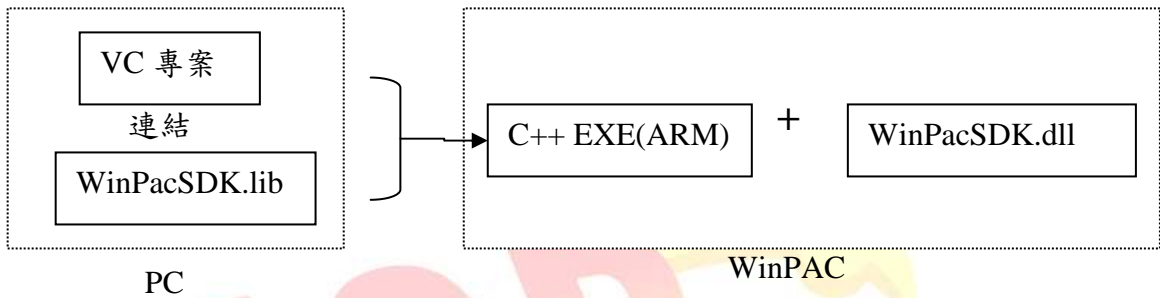 VC 專案
連結
WinPacSDK.lib
PC
C++ EXE(ARM)
+
WinPacSDK.dll
WinPAC